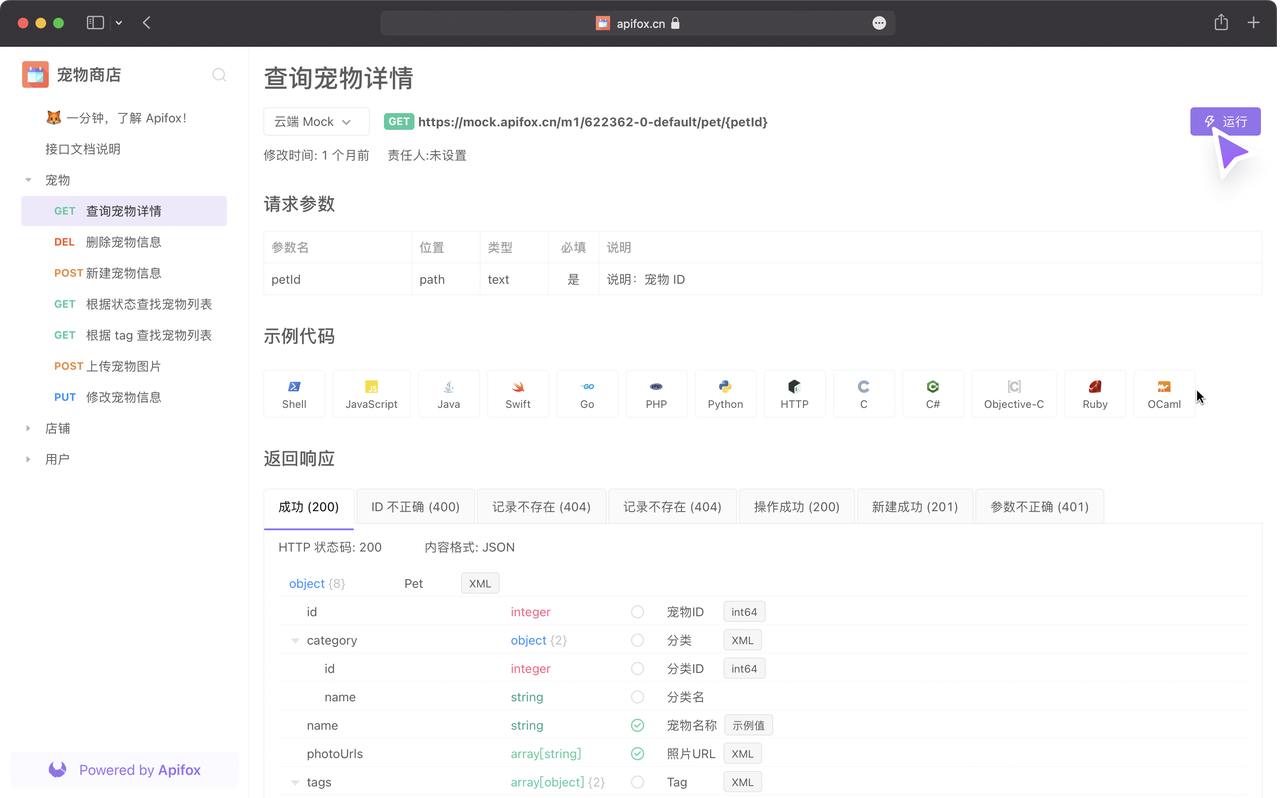 apifox.cn
宠物商店
一分钟，了解 Apifox！
接口文档说明
宠物
GET 查询宠物详情
DEL 删除宠物信息
POST 新建宠物信息
GET 根据状态查找宠物列表
GET 根据 tag 查找宠物列表
POST 上传宠物图片
PUT 修改宠物信息
店铺
用户
Powered by Apifox
查询宠物详情
云端 Mock GET https://mock.apifox.cn/m1/622362-0-default/pet/{petId} 运行
修改时间: 1 个月前 责任人:未设置
请求参数
参数名 位置 类型 必填 说明
petId path text 是 说明：宠物 ID
示例代码
JS GO php
Shell JavaScript Java Swift Go PHP Python HTTP C C# Objective-C Ruby OCaml
返回响应
成功 (200) ID 不正确 (400) 记录不存在 (404) 记录不存在 (404) 操作成功 (200) 新建成功 (201) 参数不正确 (401)
HTTP 状态码: 200 内容格式: JSON
object {8} Pet XML
id integer 宠物ID int64
category object {2} 分类 XML
id integer 分类ID int64
name string 分类名
name string 宠物名称 示例值
photoUrls array[string] 照片URL XML
tags array[object] {2} Tag XML